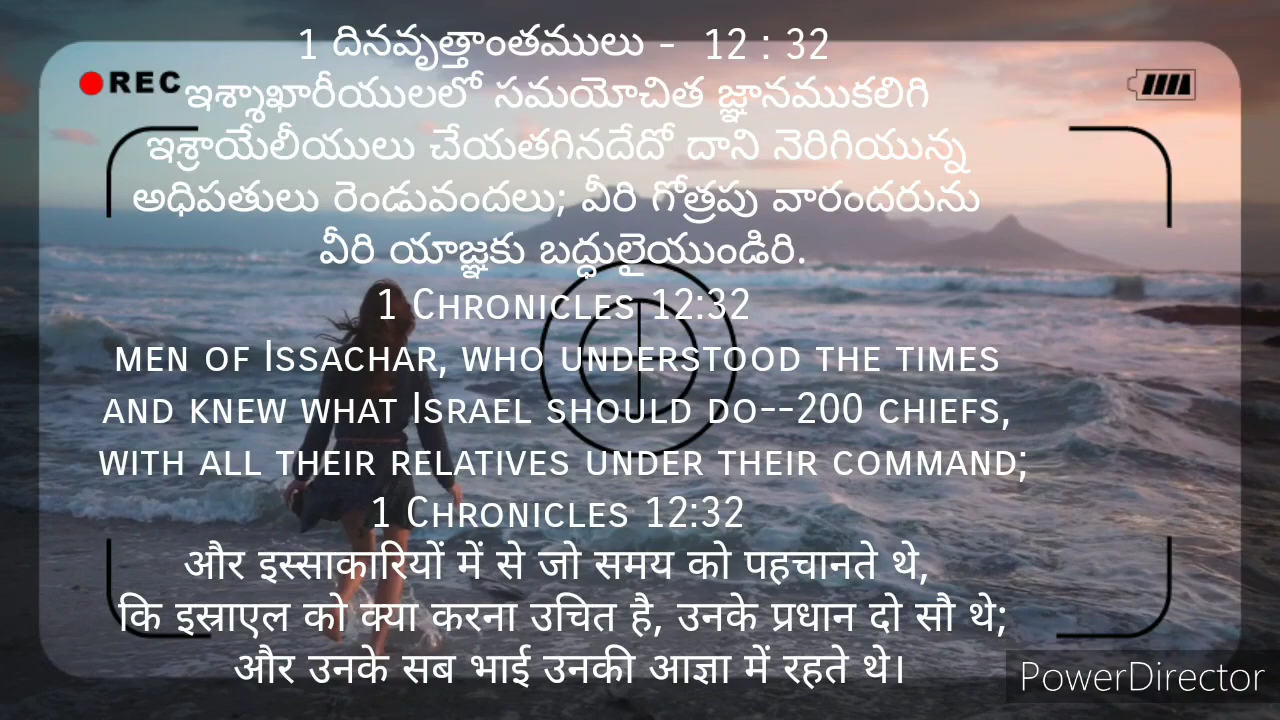 1 దినవృత్తాంతములు -  12 : 32
REC
ఇశ్శాఖారీయులలో సమయోచిత జ్ఞానముకలిగి
ఇశ్రాయేలీయులు చేయతగినదేదో దాని నెరిగియున్న
అధిపతులు రెండువందలు; వీరి గోత్రపు వారందరును
వీరి యాజ్ఞకు బద్ధులైయుండిరి.
1 Chronicles 12:32
men of Issachar, who understood the times
and knew what Israel should do--200 chiefs,
with all their relatives under their command;
1 Chronicles 12:32
और इस्साकारियों में से जो समय को पहचानते थे,
कि इस्राएल को क्या करना उचित है, उनके प्रधान दो सौ थे;
और उनके सब भाई उनकी आज्ञा में रहते थे।
PowerDirector